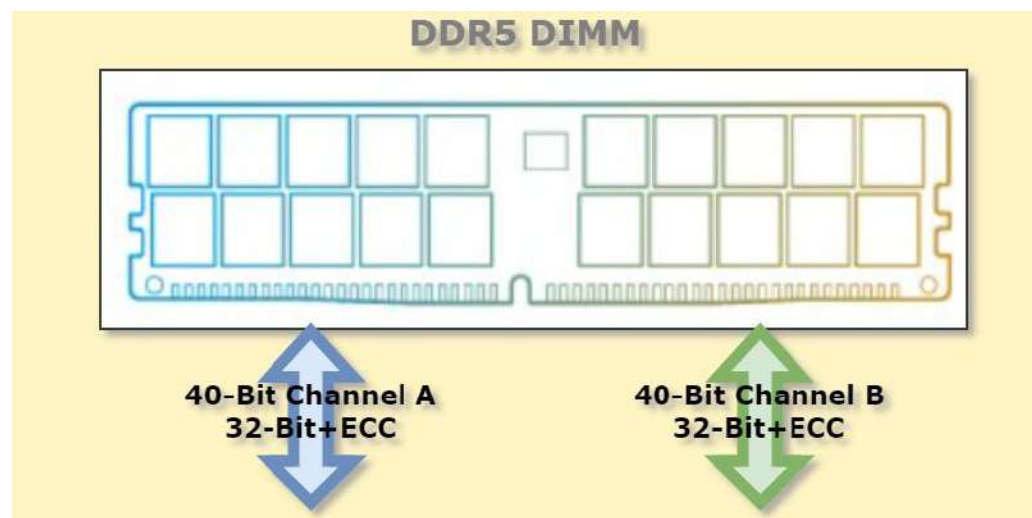 DDR5 DIMM
40-Bit Channel A
32-Bit+ECC
40-Bit Channel B
32-Bit+ECC